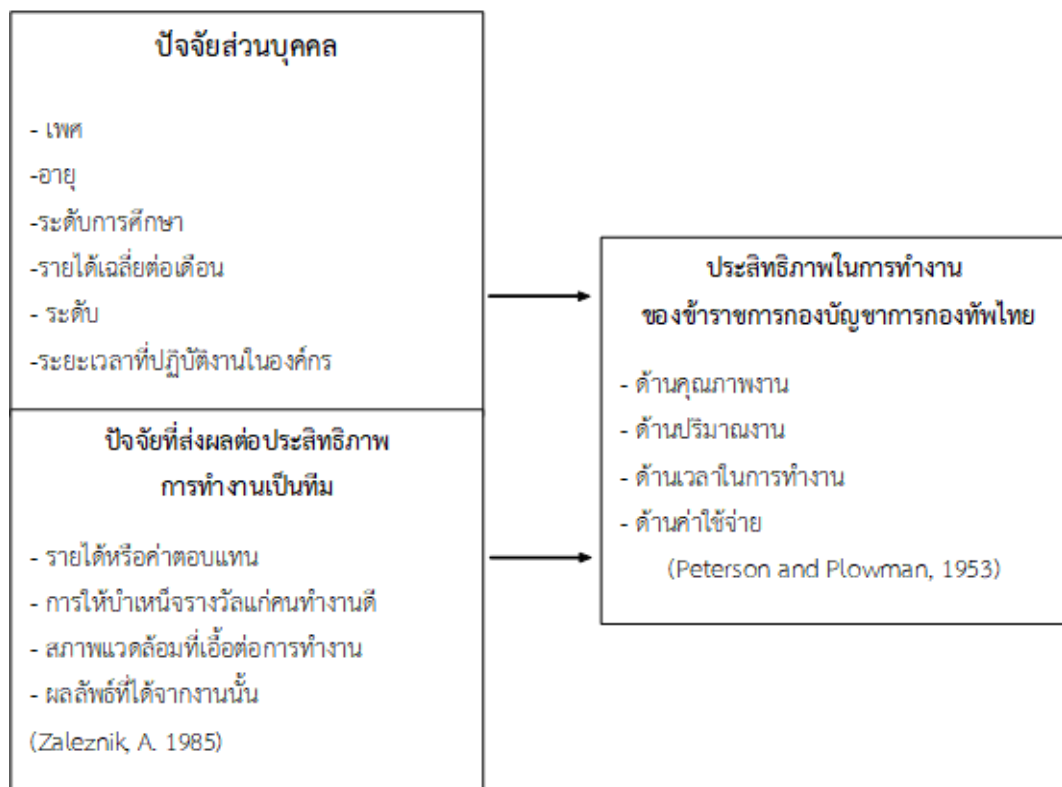 ปัจจัยส่วนบุคคล
- เพศ
-อายุ
-ระดับการศึกษา
-รายได้เฉลี่ยต่อเดือน
- ระดับ
-ระยะเวลาที่ปฏิบัติงานในองค์กร
ปัจจัยที่ส่งผลต่อประสิทธิภาพ
การทำงานเป็นทีม
- รายได้หรือค่าตอบแทน
- การให้บำเหน็จรางวัลแก่คนทำงานดี
- สภาพแวดล้อมที่เอื้อต่อการทำงาน
- ผลลัพธ์ที่ได้จากงานนั้น
(Zaleznik, A. 1985)
ประสิทธิภาพในการทำงาน
ของข้าราชการกองบัญชาการกองทัพไทย
- ด้านคุณภาพงาน
- ด้านปริมาณงาน
- ด้านเวลาในการทำงาน
- ด้านค่าใช้จ่าย
(Peterson and Plowman, 1953)